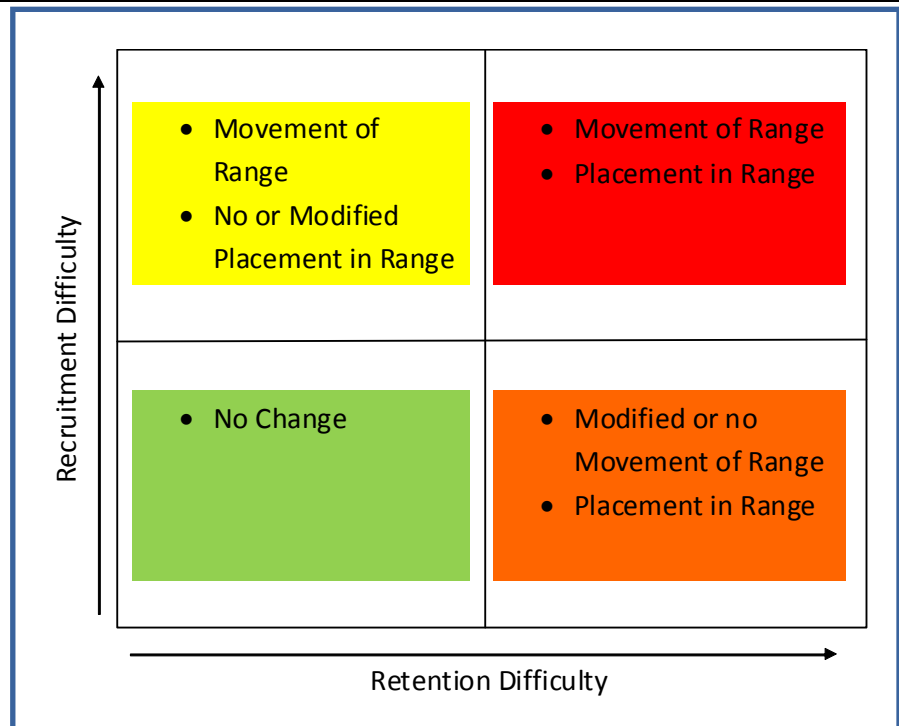 • Movement of
Range
• No or Modified
Placement in Range
• Movement of Range
• Placement in Range
Recruitment Difficulty
• No Change
• Modified or no
Movement of Range
• Placement in Range
Retention Difficulty